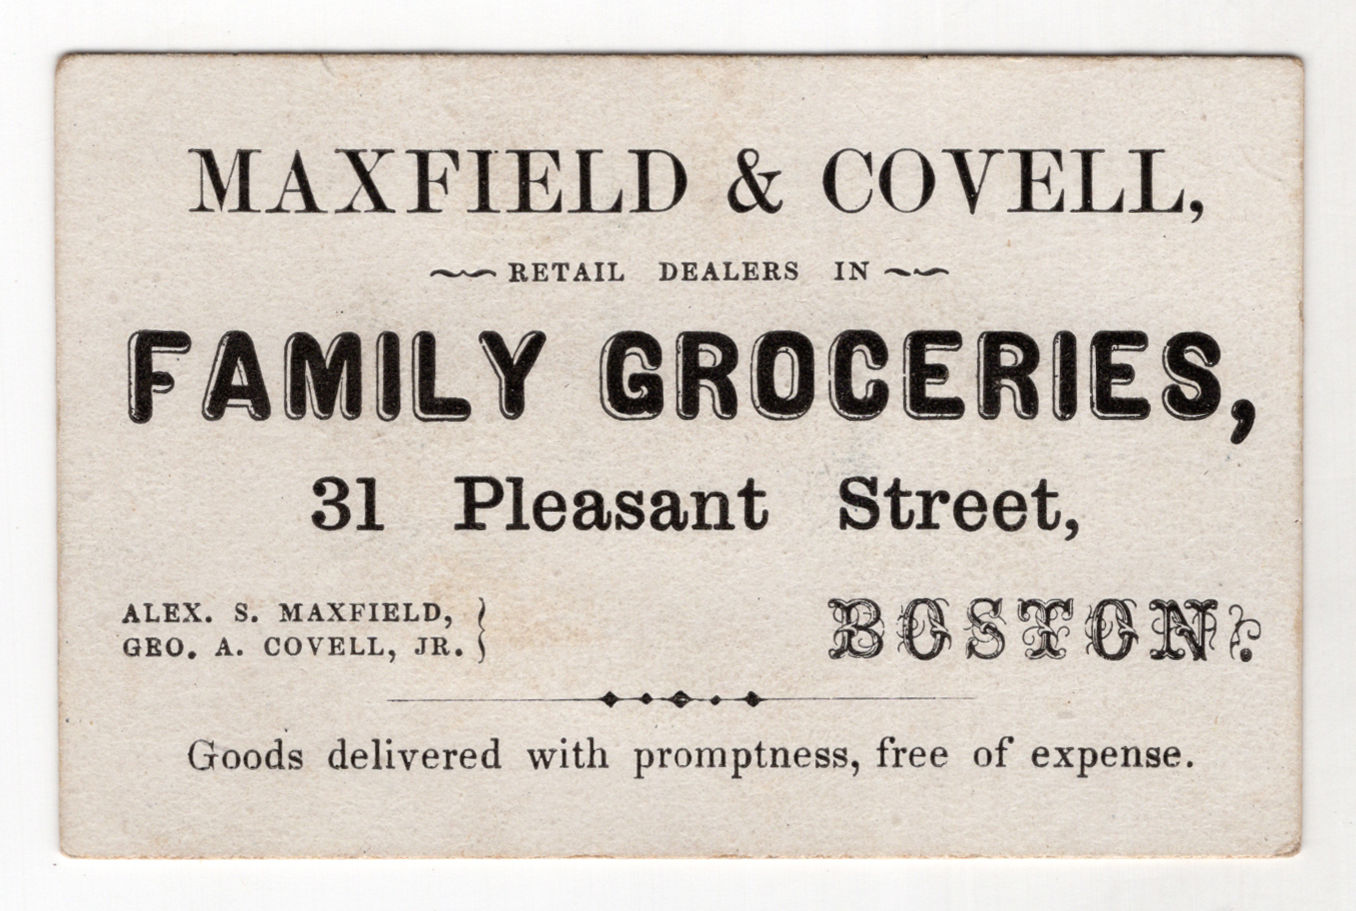 MAXFIELD & COVELL,
RETAIL DEALERS IN
FAMILY GROCERIES,
31 Pleasant Street,
ALEX. S. MAXFIELD,
GEO. A. COVELL, JR.
BOSTON.
Goods delivered with promptness, free of expense.